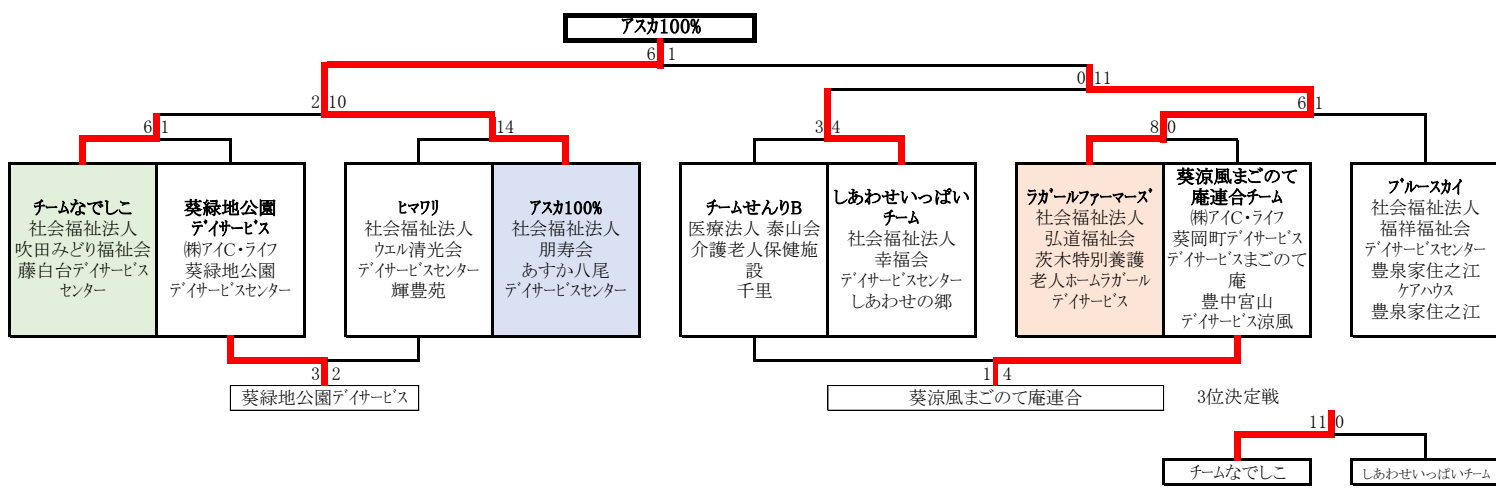 アスカ100%
6 1
0 11
2 10
6 1
6 1
14
3 4
8 0
チームなでしこ
社会福祉法人
吹田みどり福祉会
藤白台デイサービス
センター
葵緑地公園
デイサービス
㈱アイC・ライフ
葵緑地公園
デイサービスセンター
ヒマワリ
社会福祉法人
ウエル清光会
デイサービスセンター
輝豊苑
アスカ100%
社会福祉法人
朋寿会
あすか八尾
デイサービスセンター
チームせんりB
医療法人 泰山会
介護老人保健施
設
千里
しあわせいっぱい
チーム
社会福祉法人
幸福会
デイサービスセンター
しあわせの郷
ラガールファーマーズ
社会福祉法人
弘道福祉会
茨木特別養護
老人ホームラガール
デイサービス
葵涼風まごのて
庵連合チーム
㈱アイC・ライフ
葵岡町デイサービス
デイサービスまごのて
庵
豊中宮山
デイサービス涼風
ブルースカイ
社会福祉法人
福祥福祉会
デイサービスセンター
豊泉家住之江
ケアハウス
豊泉家住之江
3 2
葵緑地公園デイサービス
1 4
葵涼風まごのて庵連合
3位決定戦
11 0
チームなでしこ
しあわせいっぱいチーム